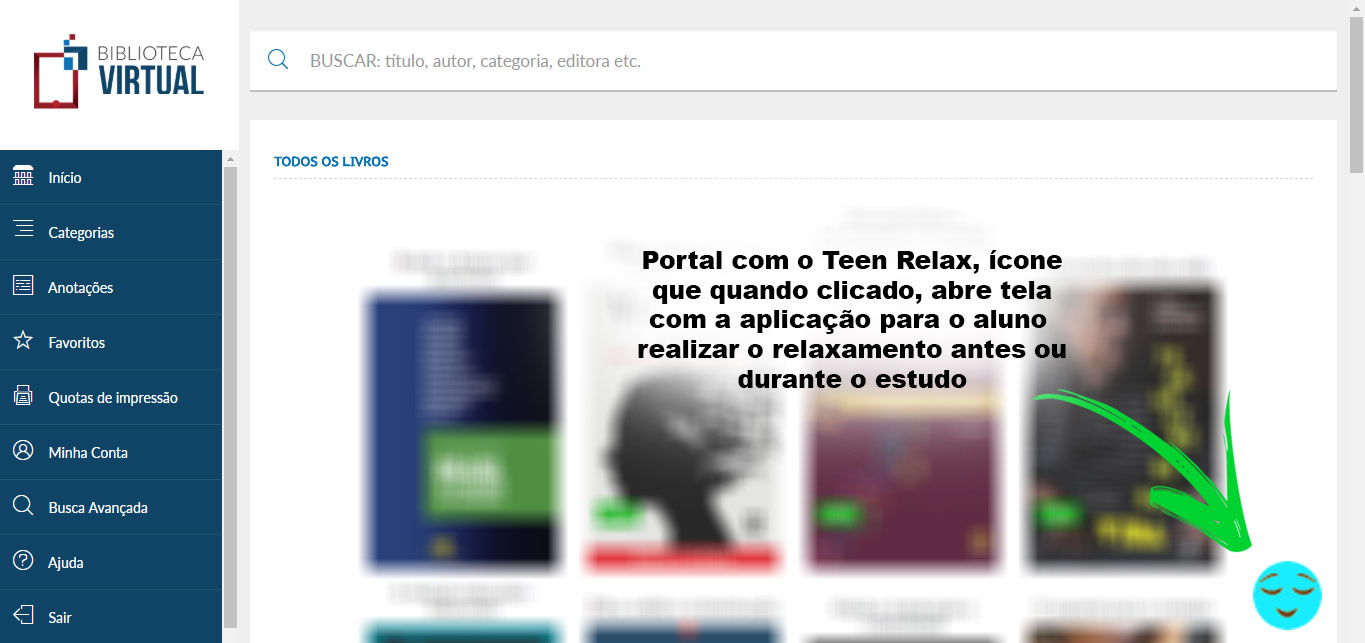 BIBLIOTECA
VIRTUAL
BUSCAR: título, autor, categoria, editora etc.
Início
Categorias
Anotações
Favoritos
Quotas de impressão
Minha Conta
Busca Avançada
Ajuda
Sair
TODOS OS LIVROS
Portal com o Teen Relax, ícone
que quando clicado, abre tela
com a aplicação para o aluno
realizar o relaxamento antes ou
durante o estudo